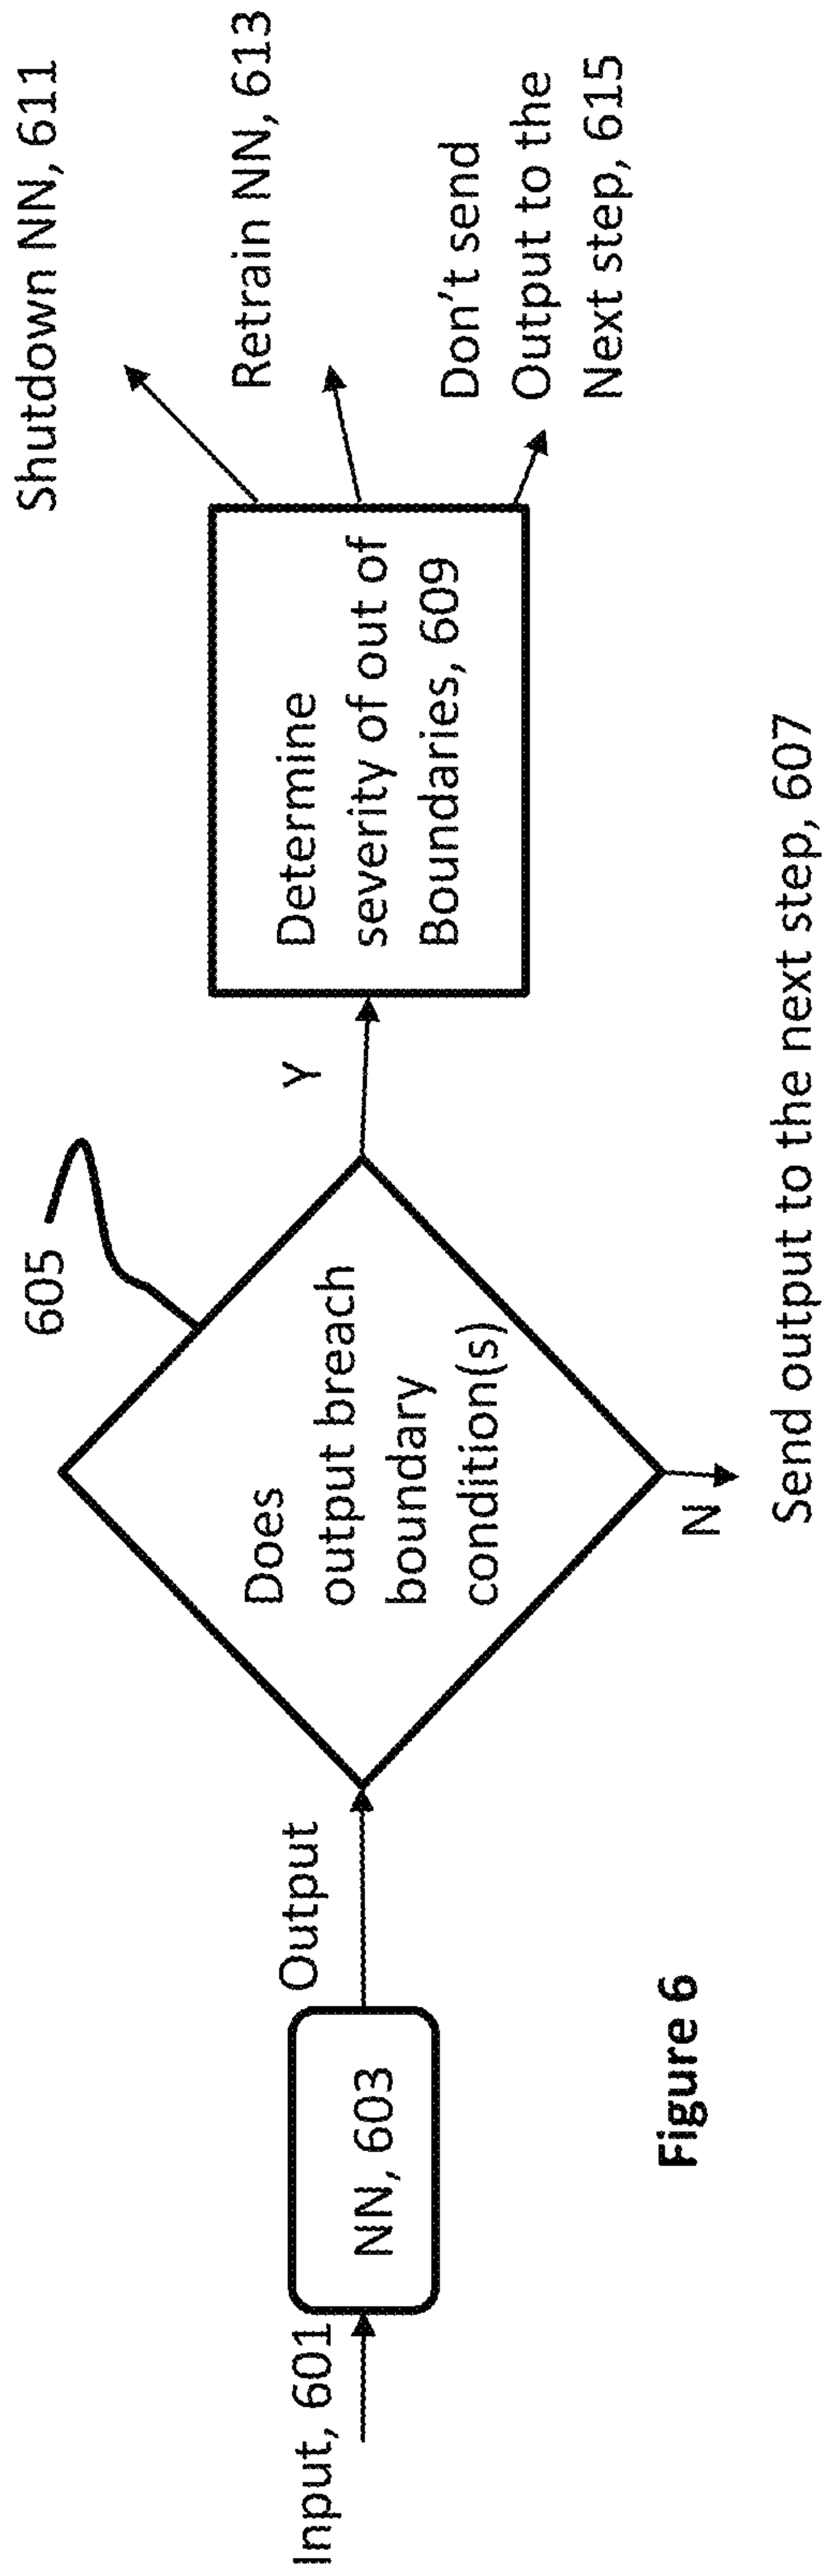 Input, 601
NN, 603
Output
605
Does
output breach
boundary
condition(s)
Y
N
Send output to the next step, 607
Determine
severity of out of
Boundaries, 609
Shutdown NN, 611
Retrain NN, 613
Don't send
Output to the
Next step, 615
Figure 6